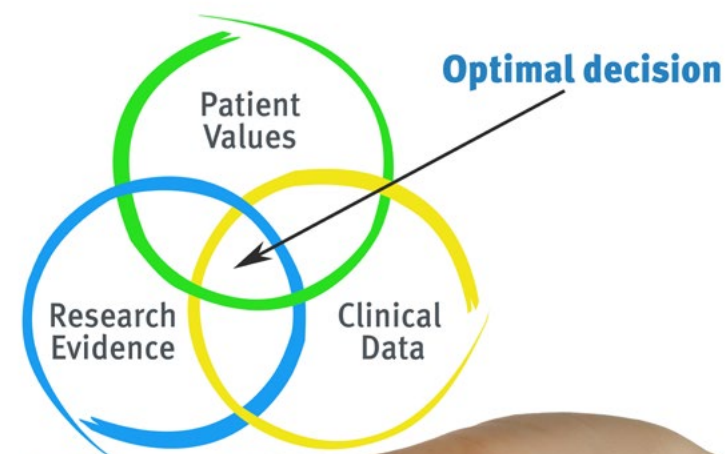 Optimal decision
Patient
Values
Research
Evidence
Clinical
Data